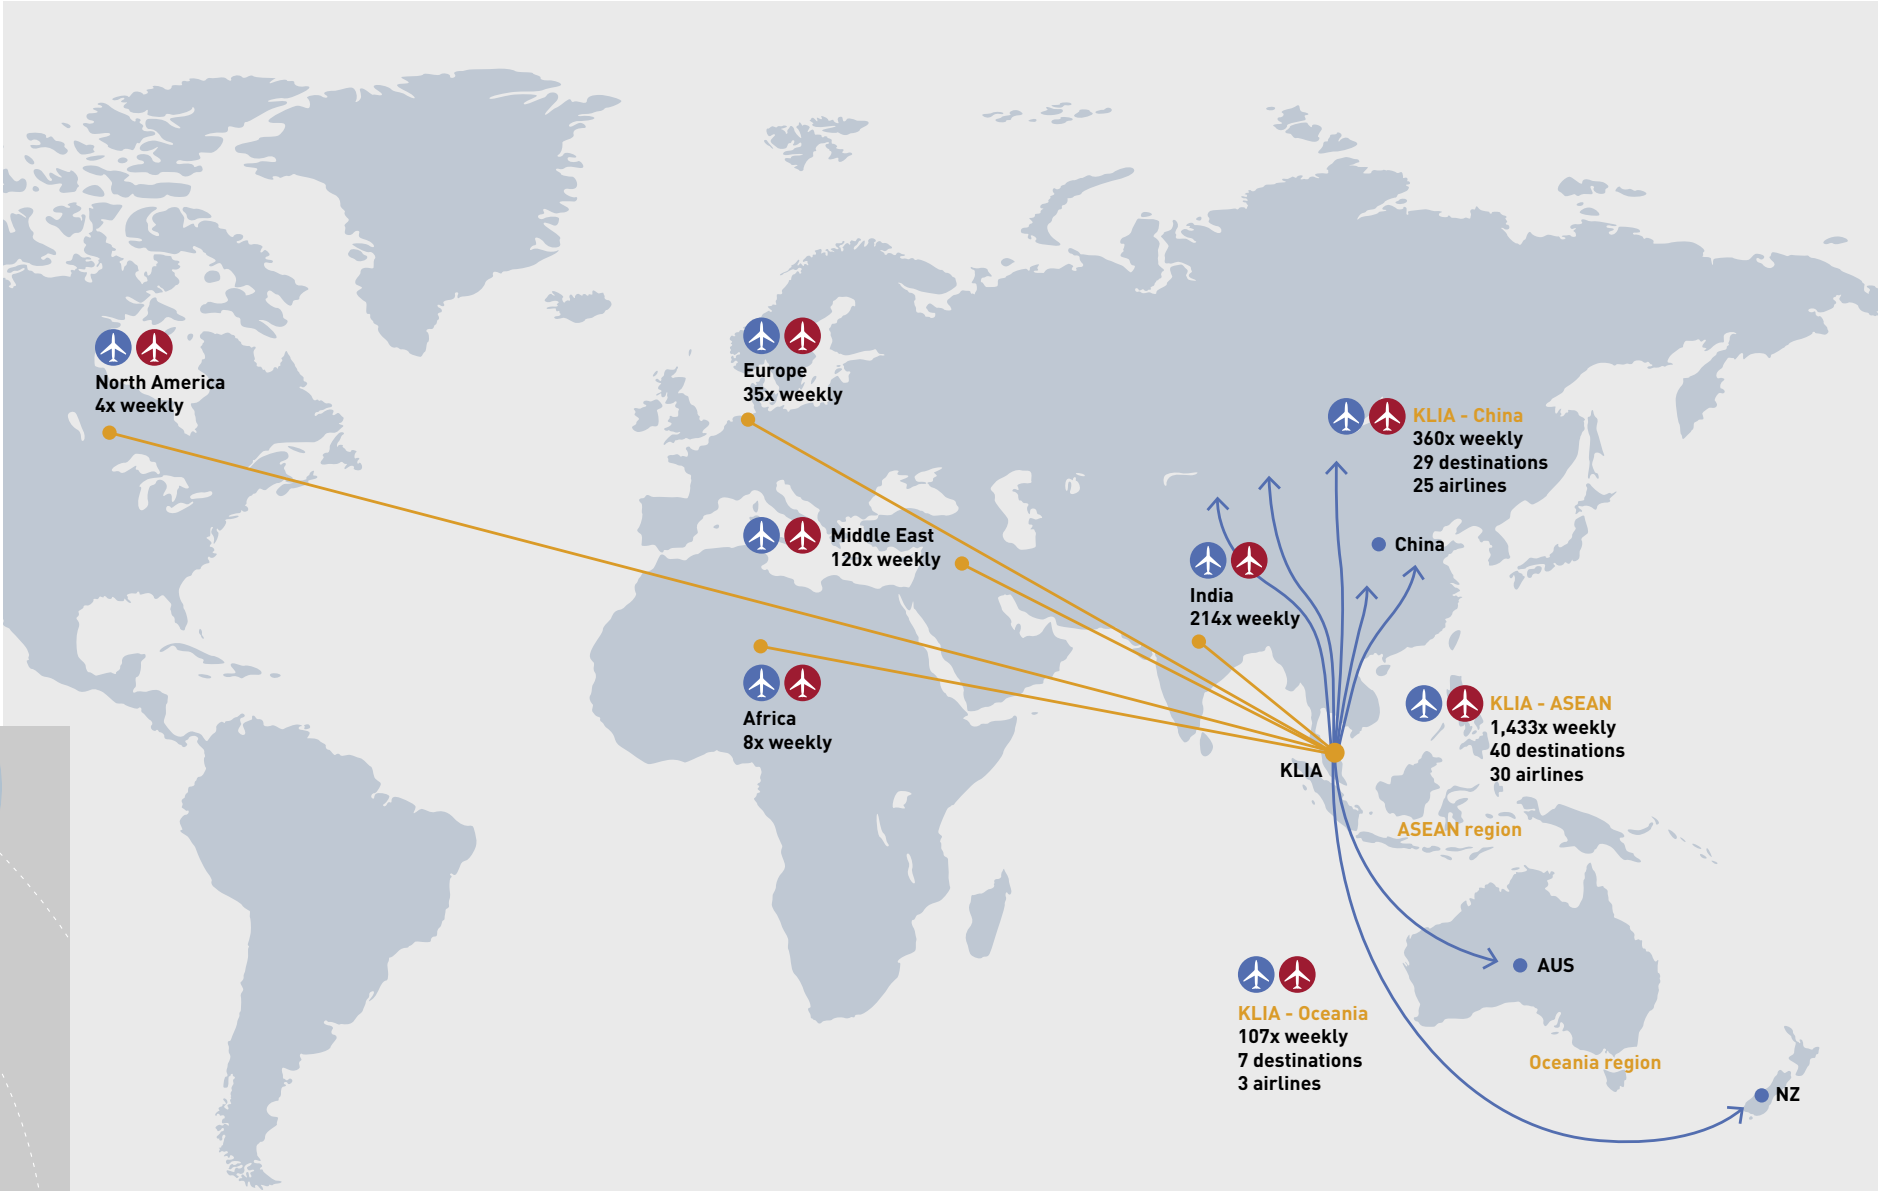 North America
4x weekly
Europe
35x weekly
KLIA - China
360x weekly
29 destinations
25 airlines
Middle East
120x weekly
China
India
214x weekly
Africa
8x weekly
KLIA - ASEAN
1,433x weekly
40 destinations
30 airlines
KLIA
ASEAN region
AUS
KLIA - Oceania
107x weekly
7 destinations
3 airlines
Oceania region
NZ